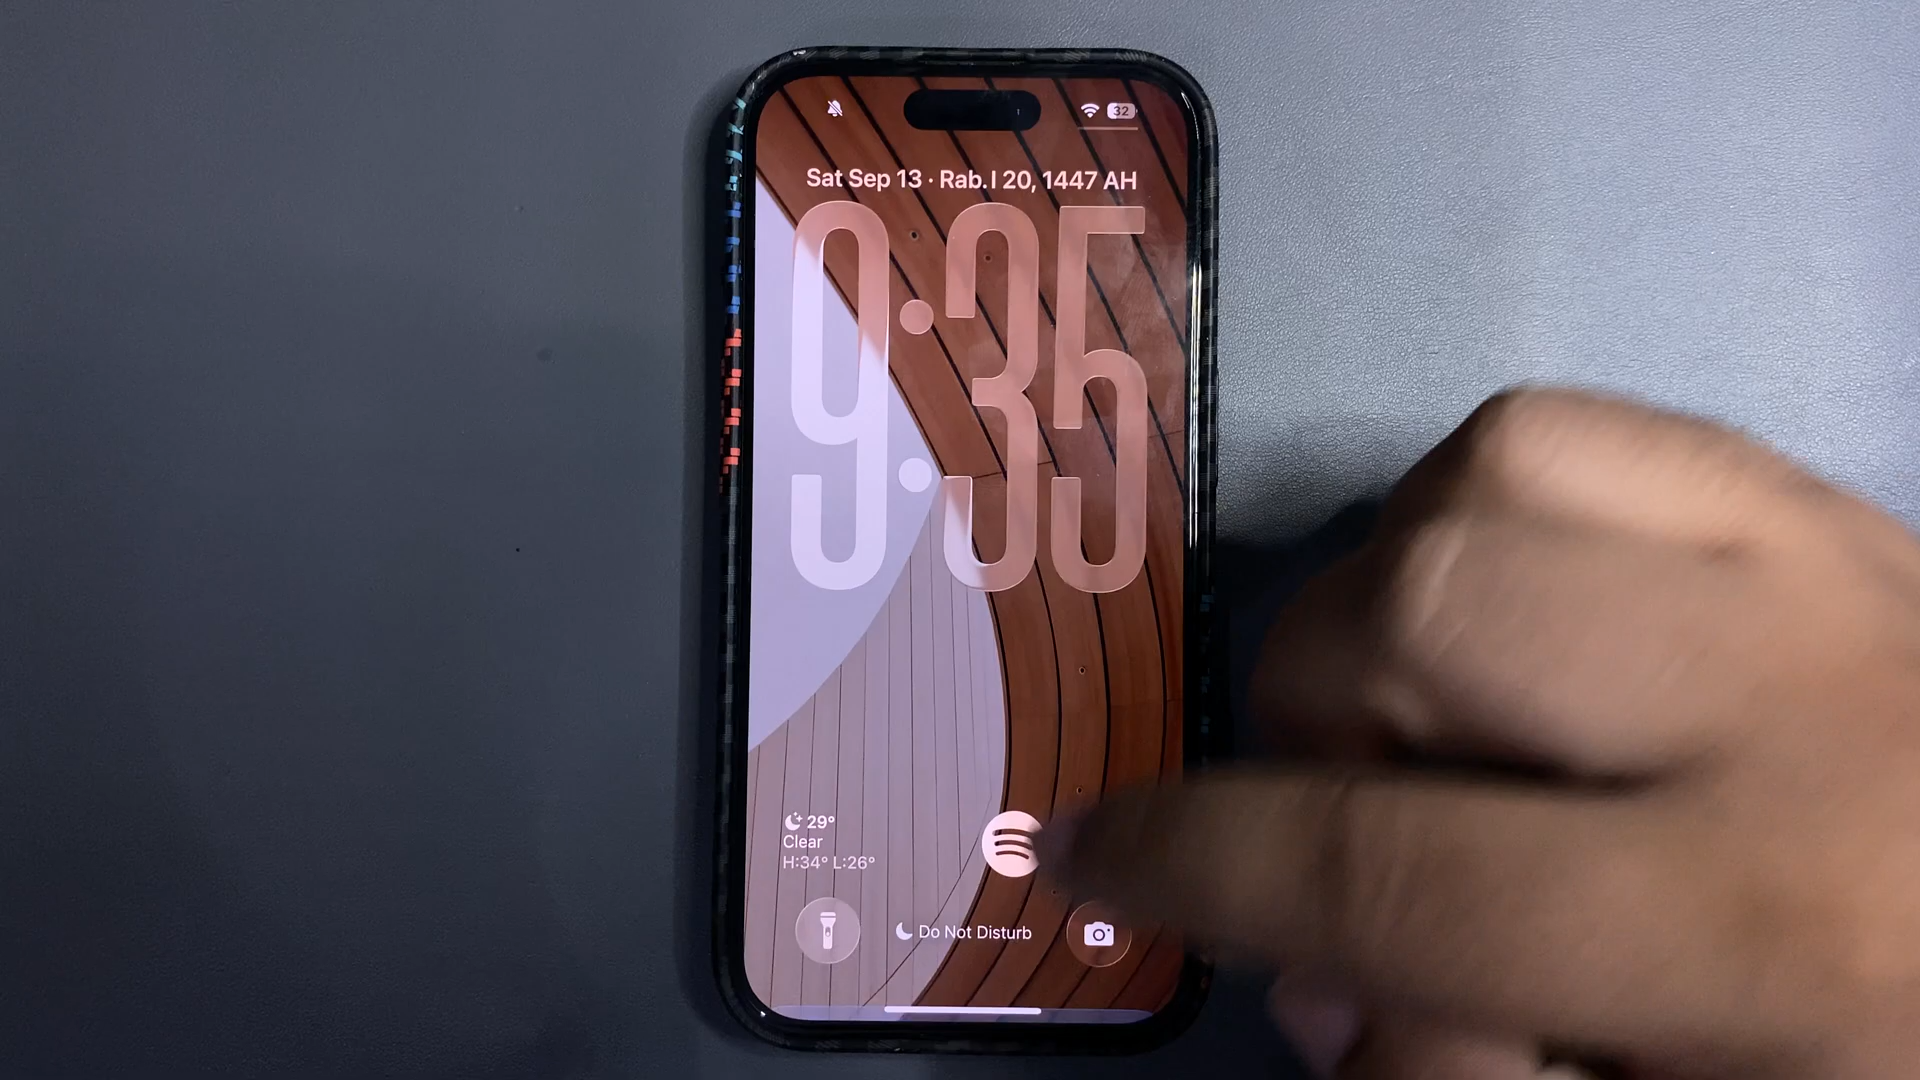 32
Sat Sep 13 · Rab. I 20, 1447 AH
9:35
29°
Clear
H:34° L:26°
Do Not Disturb